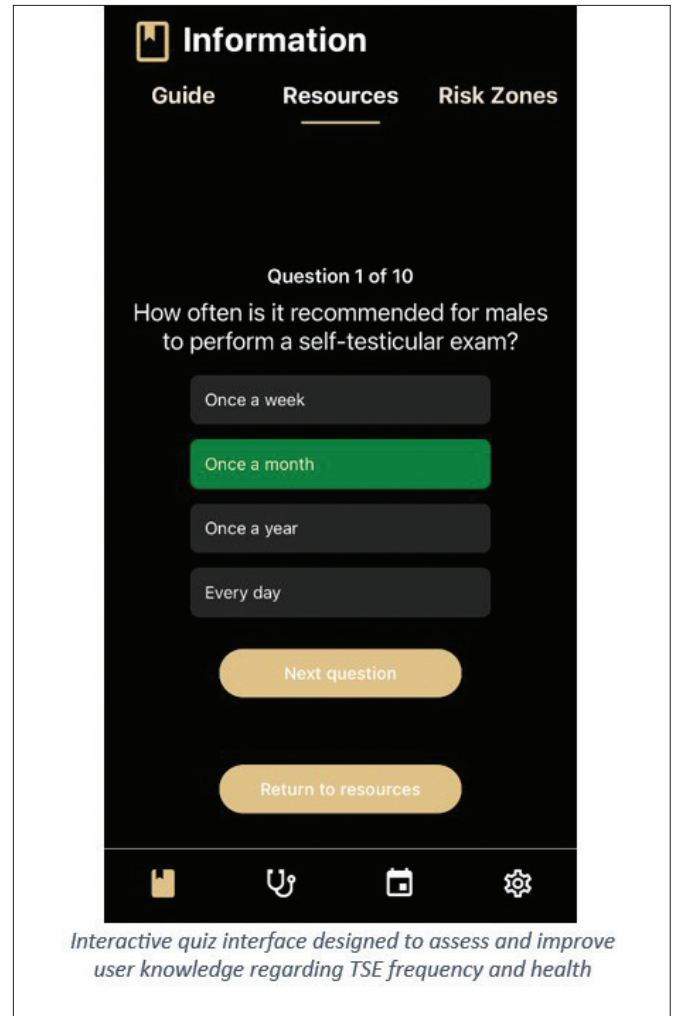 Information
Guide Resources Risk Zones
Question 1 of 10
How often is it recommended for males
to perform a self-testicular exam?
Once a week
Once a month
Once a year
Every day
Next question
Return to resources
Interactive quiz interface designed to assess and improve
user knowledge regarding TSE frequency and health